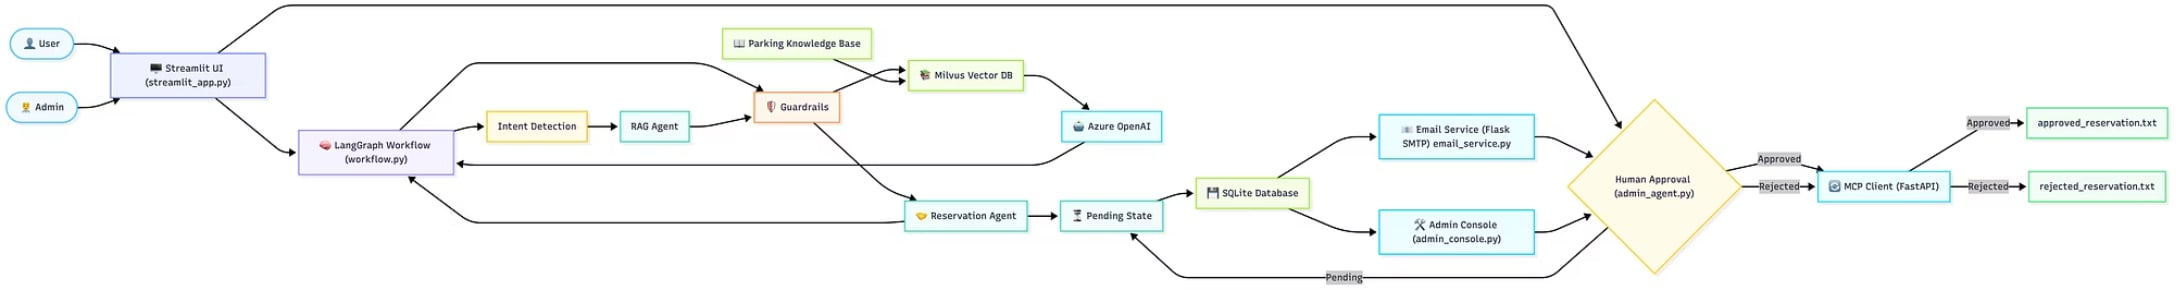 User
Admin
Streamlit UI
(streamlit_app.py)
LangGraph Workflow
(workflow.py)
Intent Detection
RAG Agent
Parking Knowledge Base
Guardrails
Milvus Vector DB
Azure OpenAI
Reservation Agent
Pending State
SQLite Database
Email Service (Flask
SMTP) email_service.py
Admin Console
(admin_console.py)
Pending
Human Approval
(admin_agent.py)
Approved
Rejected
MCP Client (FastAPI)
Approved
Rejected
approved_reservation.txt
rejected_reservation.txt